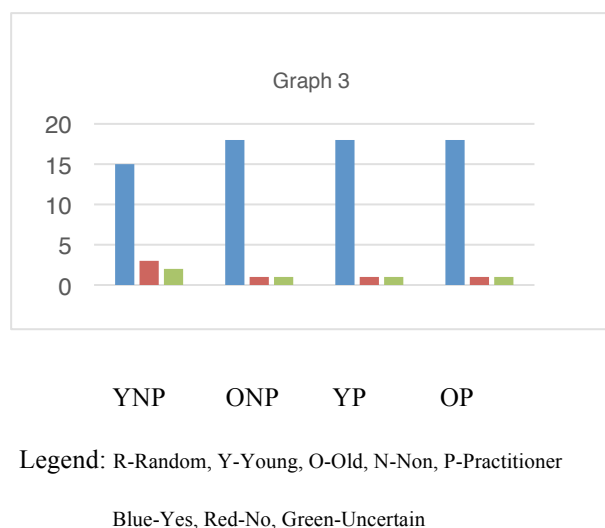 Graph 3
20
15
10
5
0
YNP ONP YP OP
Legend: R-Random, Y-Young, O-Old, N-Non, P-Practitioner
Blue-Yes, Red-No, Green-Uncertain